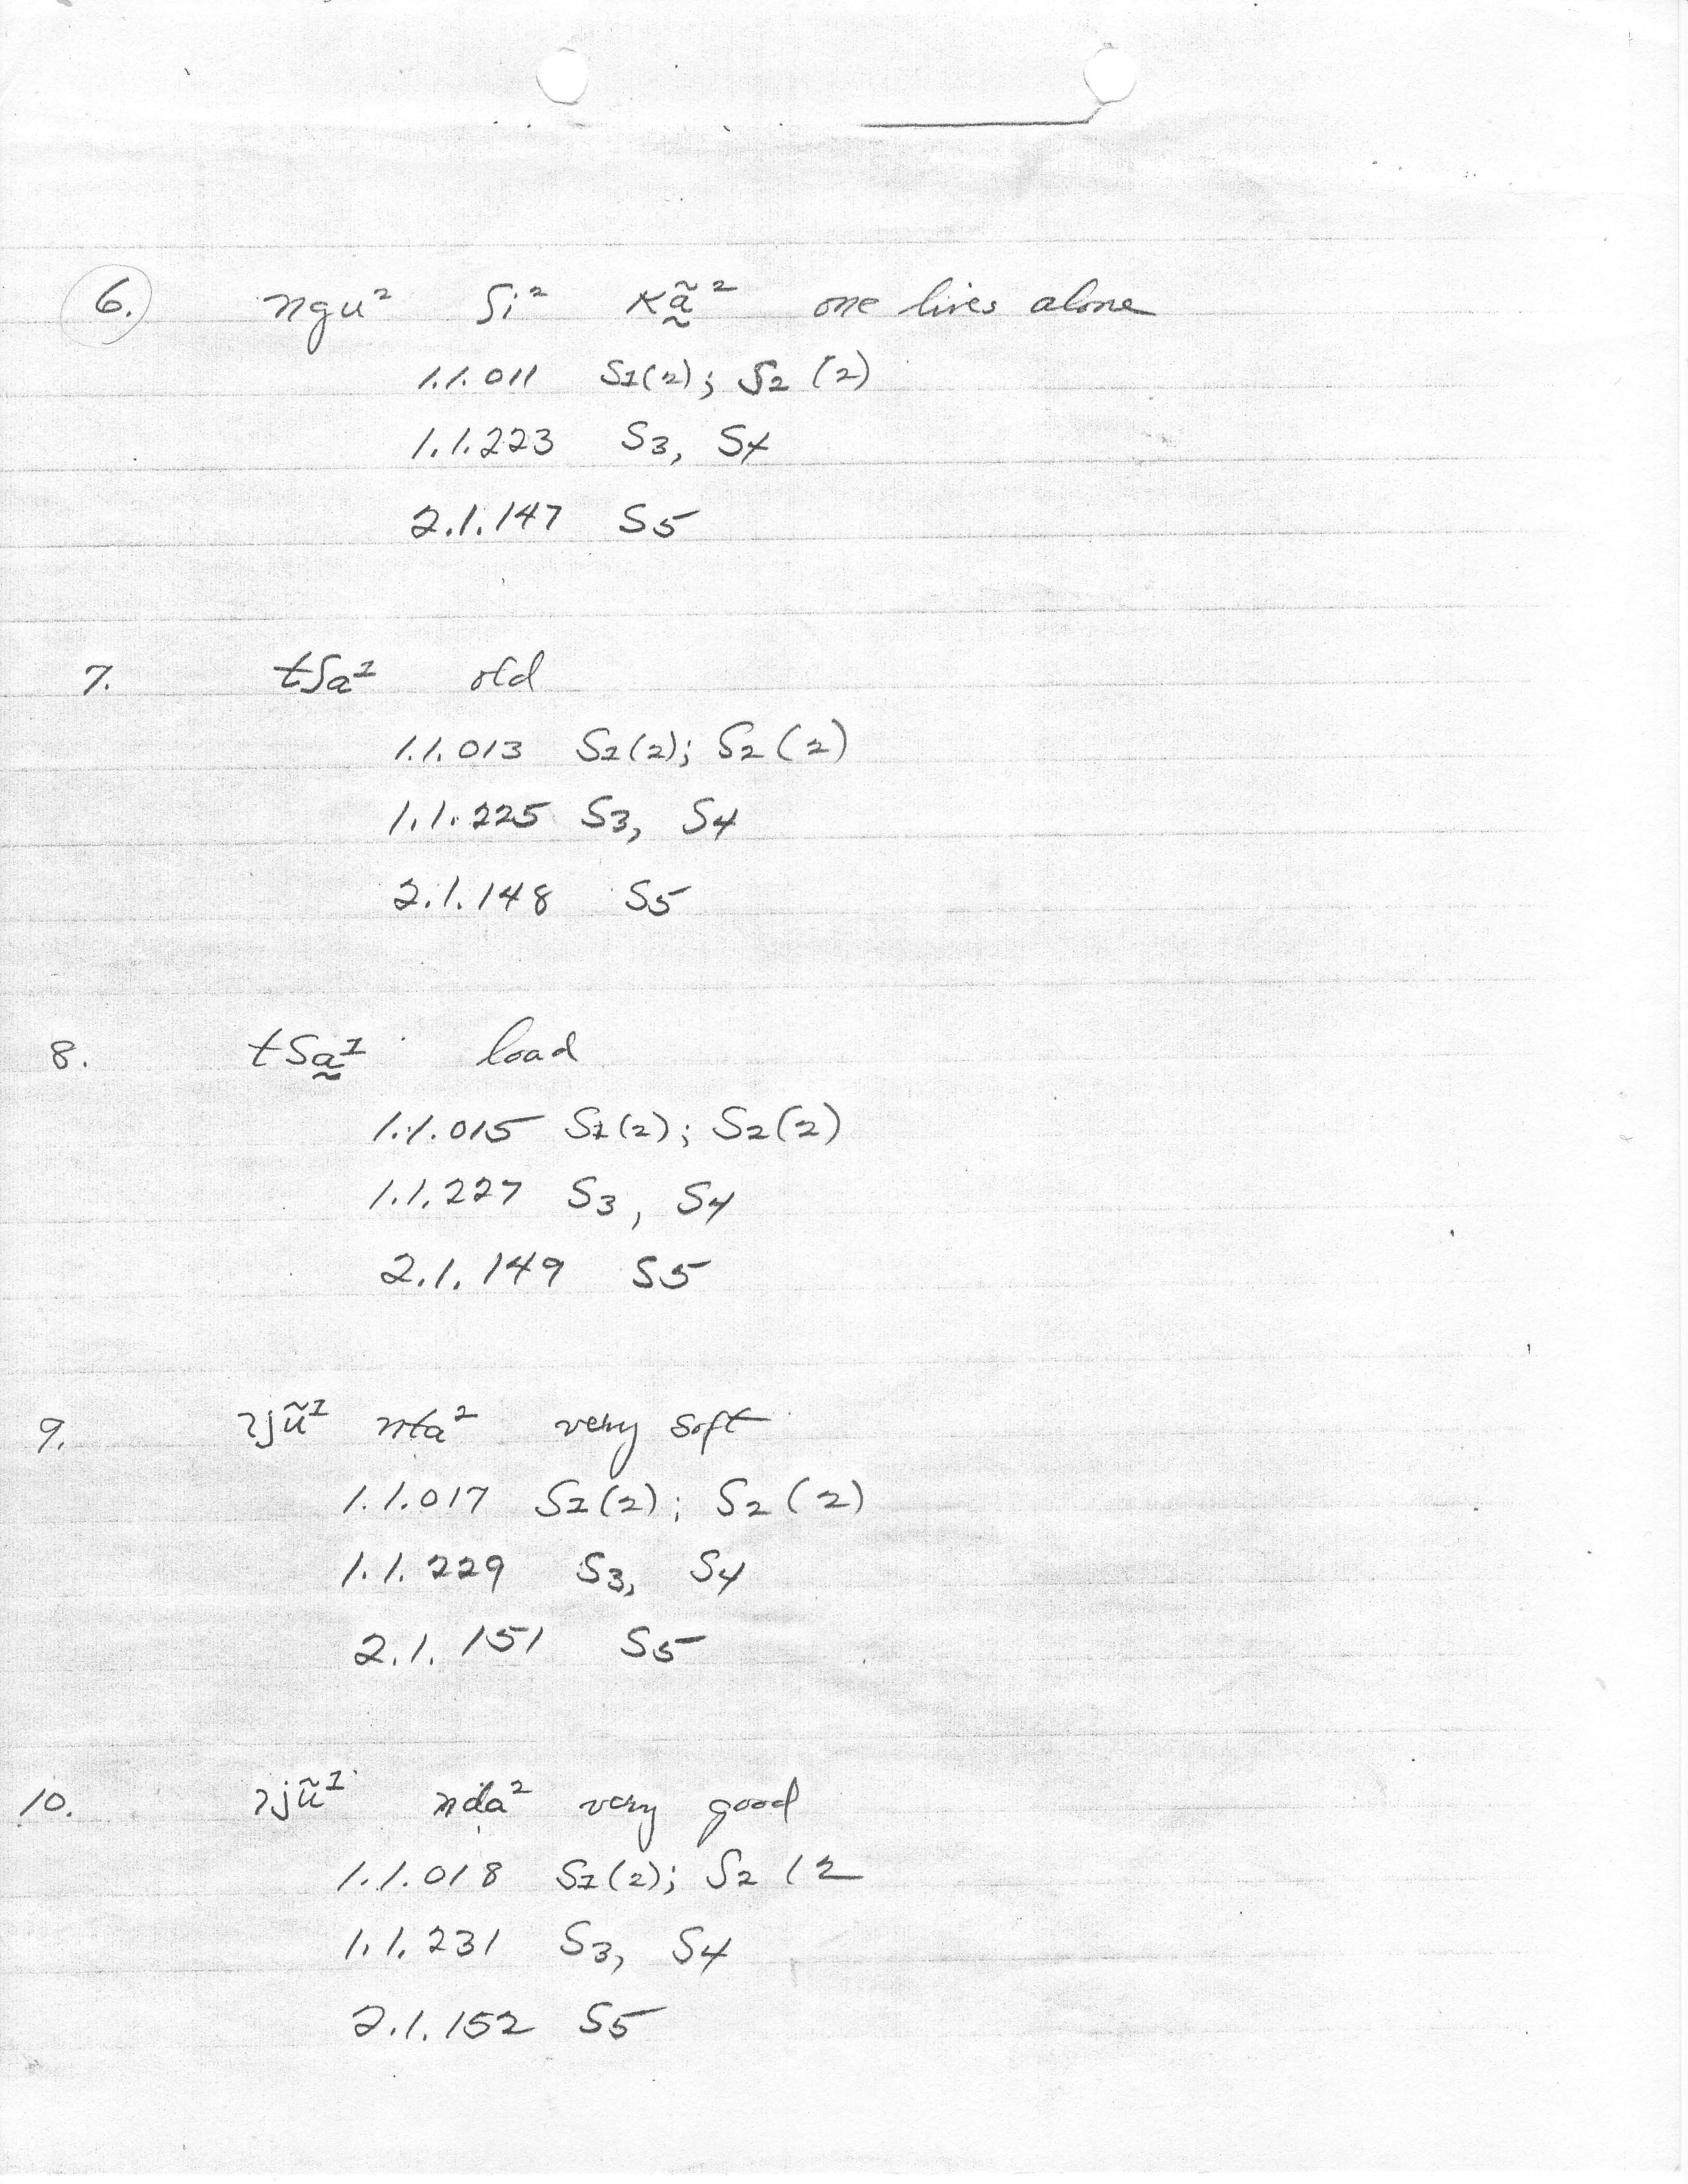 6. ngu² ʃi² kã̰² one lives alone
1.1.011 S1(2); S2 (2)
1.1.223 S3, S4
2.1.147 S5
7. tʃa¹ old
1.1.013 S1(2); S2 (2)
1.1.225 S3, S4
2.1.148 S5
8. tʃa̰¹ load
1.1.015 S1(2); S2(2)
1.1.227 S3, S4
2.1.149 S5
9. ʔjũ¹ nta² very soft
1.1.017 S1(2); S2 (2)
1.1.229 S3, S4
2.1.151 S5
10. ʔjũ¹ nda² very good
1.1.018 S1(2); S2 (2
1.1.231 S3, S4
2.1.152 S5